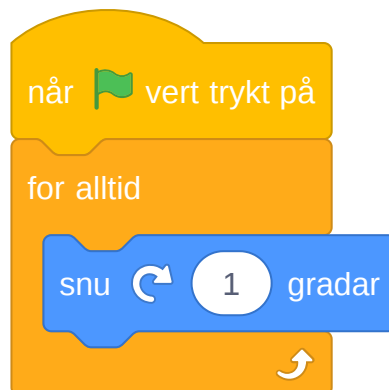 når vert trykt på
for alltid
snu 1 gradar